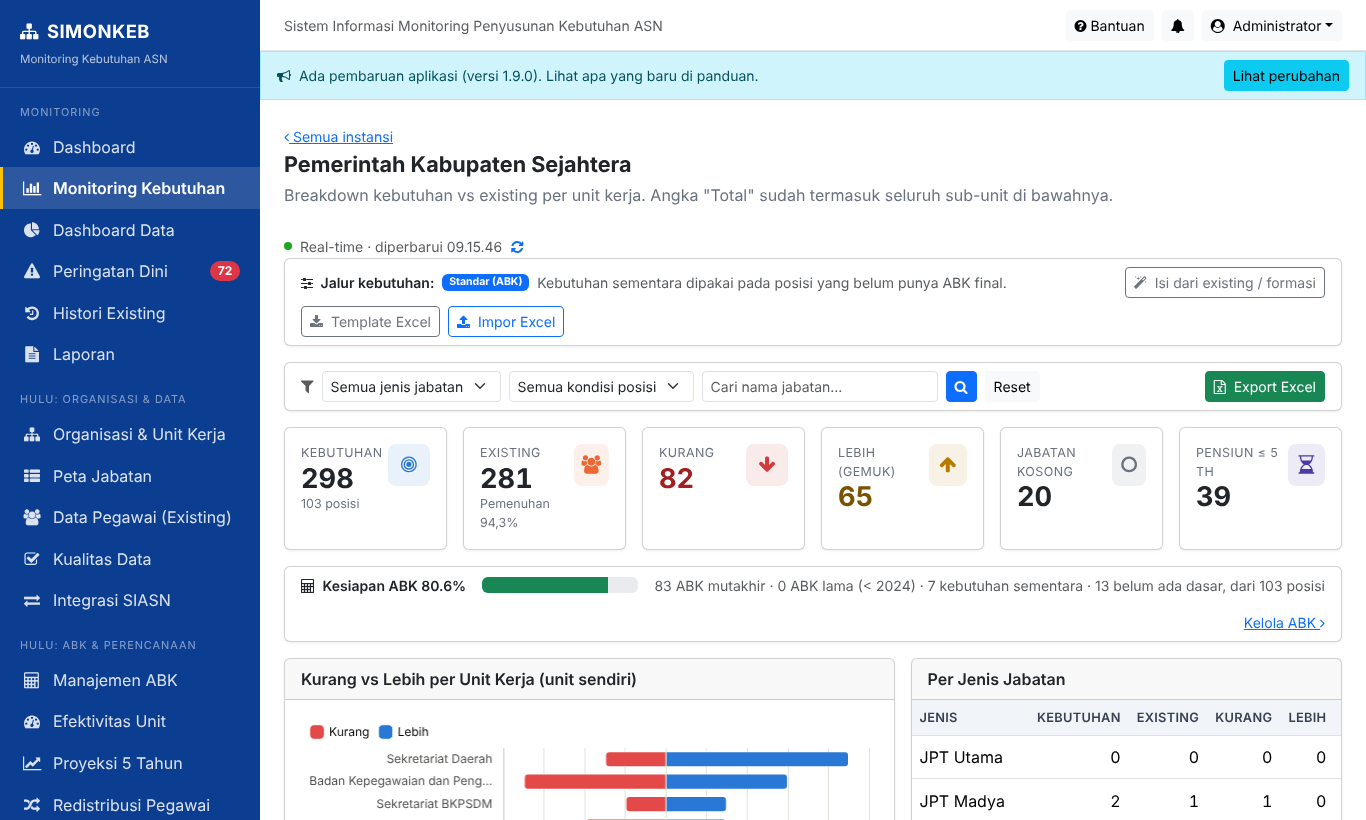 SIMONKEB
Monitoring Kebutuhan ASN
MONITORING
Dashboard
Monitoring Kebutuhan
Dashboard Data
Peringatan Dini 72
Histori Existing
Laporan
HULU: ORGANISASI & DATA
Organisasi & Unit Kerja
Peta Jabatan
Data Pegawai (Existing)
Kualitas Data
Integrasi SIASN
HULU: ABK & PERENCANAAN
Manajemen ABK
Efektivitas Unit
Proyeksi 5 Tahun
Redistribusi Pegawai
Sistem Informasi Monitoring Penyusunan Kebutuhan ASN
Bantuan
Administrator
Ada pembaruan aplikasi (versi 1.9.0). Lihat apa yang baru di panduan.
Lihat perubahan
Semua instansi
Pemerintah Kabupaten Sejahtera
Breakdown kebutuhan vs existing per unit kerja. Angka "Total" sudah termasuk seluruh sub-unit di bawahnya.
Real-time · diperbarui 09.15.46
Jalur kebutuhan: Standar (ABK) Kebutuhan sementara dipakai pada posisi yang belum punya ABK final.
Isi dari existing / formasi
Template Excel
Impor Excel
Semua jenis jabatan
Semua kondisi posisi
Cari nama jabatan...
Reset
Export Excel
KEBUTUHAN
298
103 posisi
EXISTING
281
Pemenuhan
94,3%
KURANG
82
LEBIH
(GEMUK)
65
JABATAN
KOSONG
20
PENSIUN ≤ 5
TH
39
Kesiapan ABK 80.6%
83 ABK mutakhir · 0 ABK lama (< 2024) · 7 kebutuhan sementara · 13 belum ada dasar, dari 103 posisi
Kelola ABK
Kurang vs Lebih per Unit Kerja (unit sendiri)
Kurang Lebih
Sekretariat Daerah
Badan Kepegawaian dan Peng...
Sekretariat BKPSDM
Per Jenis Jabatan
JENIS KEBUTUHAN EXISTING KURANG LEBIH
JPT Utama 0 0 0 0
JPT Madya 2 1 1 0